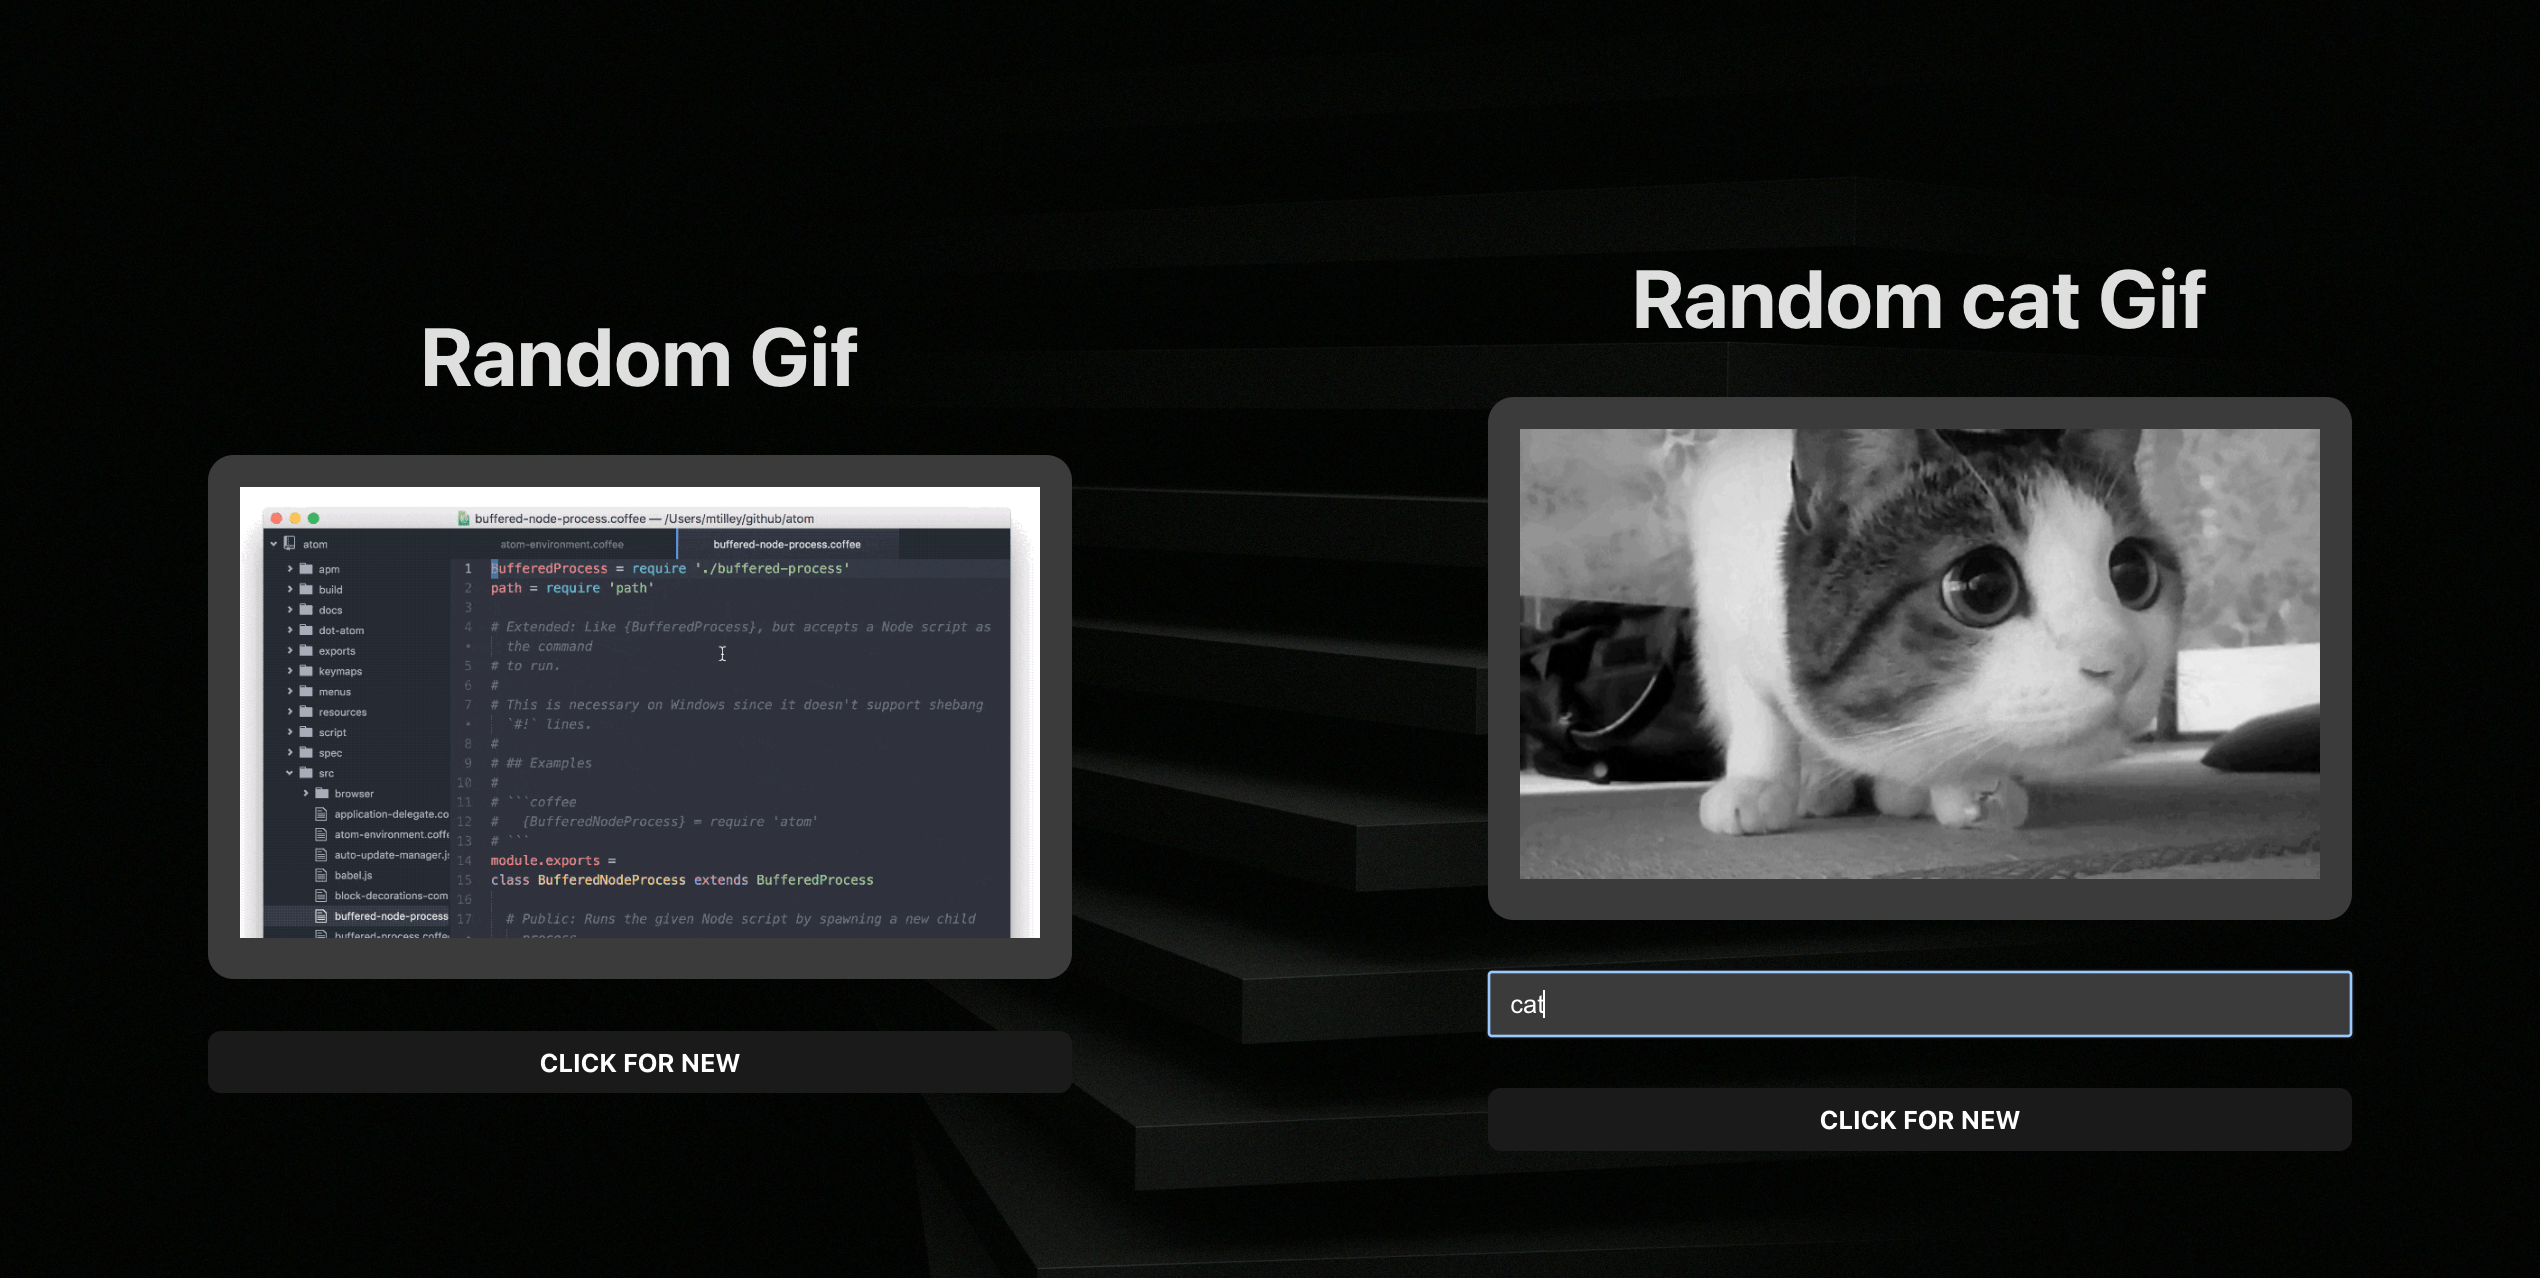 Random Gif
buffered-node-process.coffee — /Users/mtilley/github/atom
atom
atom-environment.coffee
buffered-node-process.coffee
apm
build
docs
dot-atom
exports
keymaps
menus
resources
script
spec
src
browser
application-delegate.co
atom-environment.coffe
auto-update-manager.js
babel.js
block-decorations-com
buffered-node-process
buffered-process.coffe
1 BufferedProcess = require './buffered-process'
2 path = require 'path'
3
4 # Extended: Like {BufferedProcess}, but accepts a Node script as
• the command
5 # to run.
6 #
7 # This is necessary on Windows since it doesn't support shebang
• `#!` lines.
8 #
9 # ## Examples
10 #
11 # ```coffee
12 #   {BufferedNodeProcess} = require 'atom'
13 # ```
14 module.exports =
15 class BufferedNodeProcess extends BufferedProcess
16
17 # Public: Runs the given Node script by spawning a new child
• process
CLICK FOR NEW
Random cat Gif
cat
CLICK FOR NEW